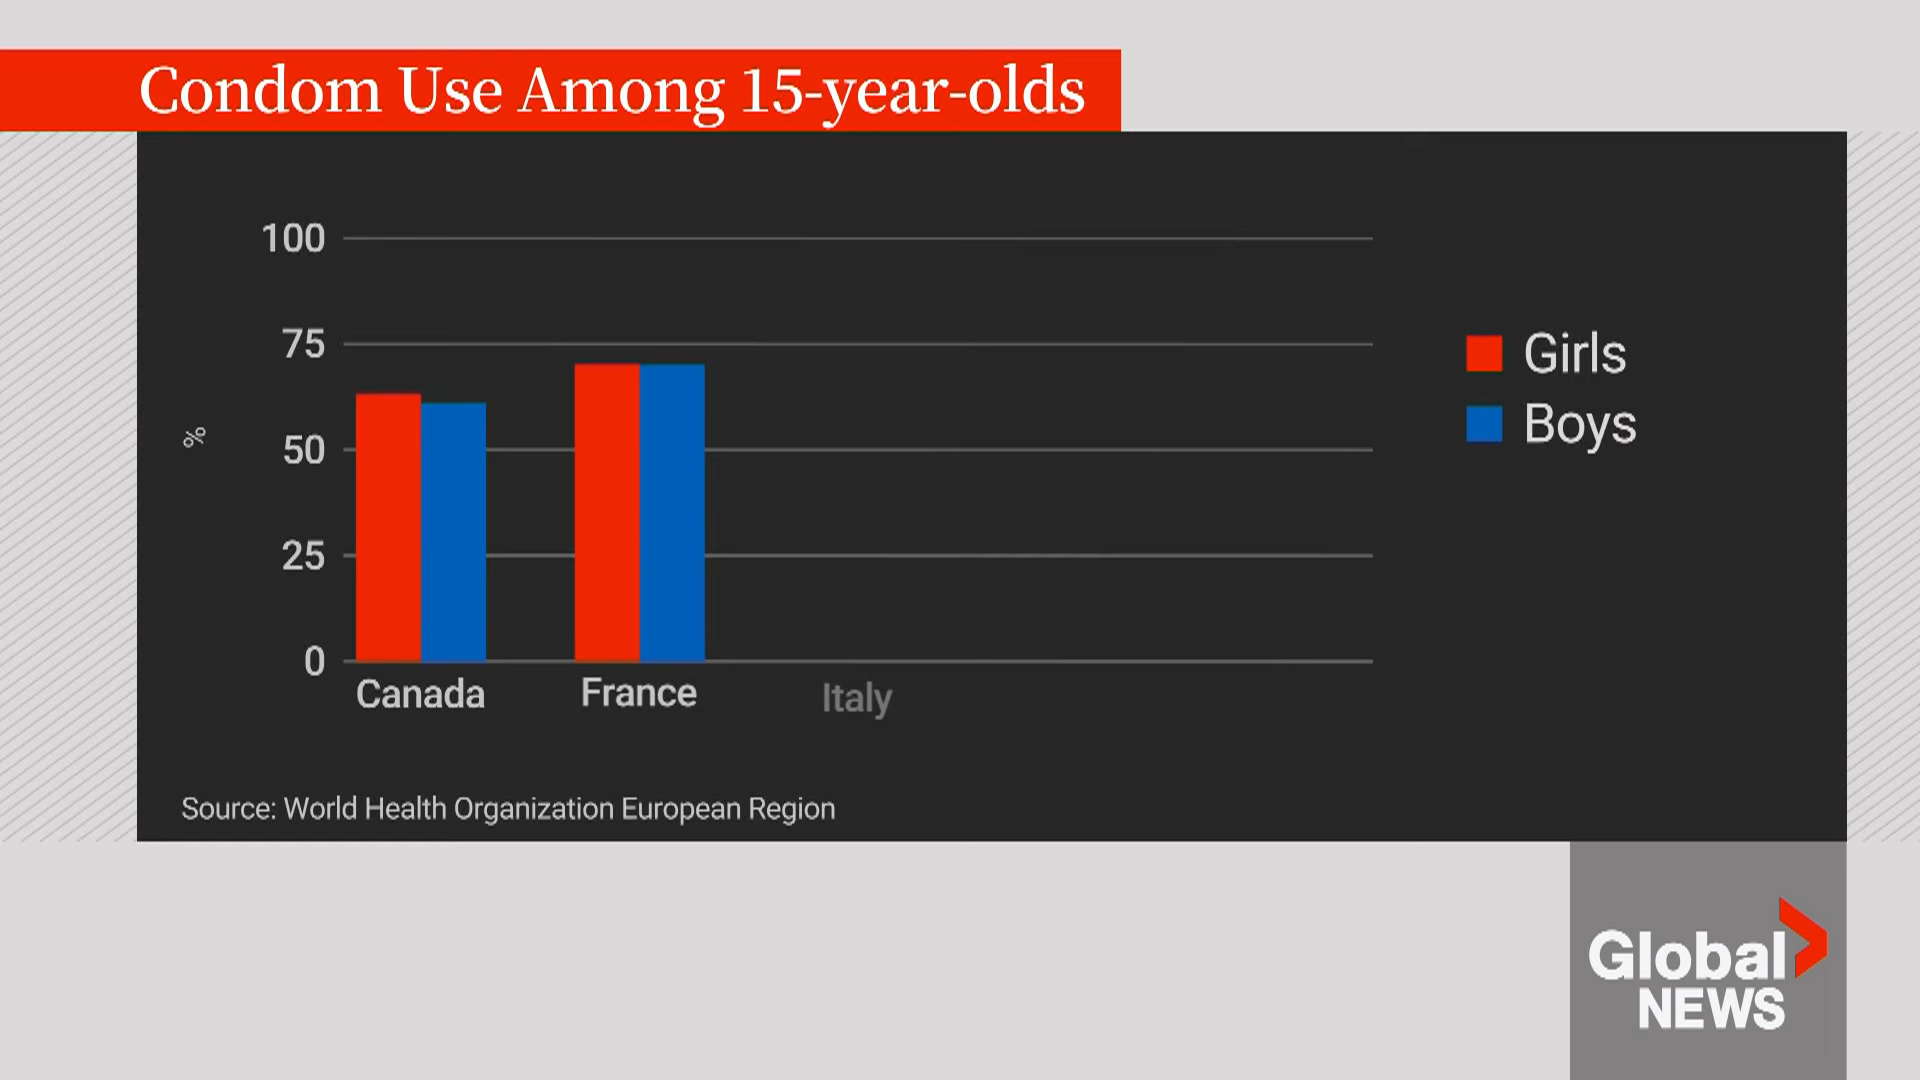 Condom Use Among 15-year-olds
100
75
50
25
0
%
Canada
France
Italy
Girls
Boys
Source: World Health Organization European Region
Global
NEWS